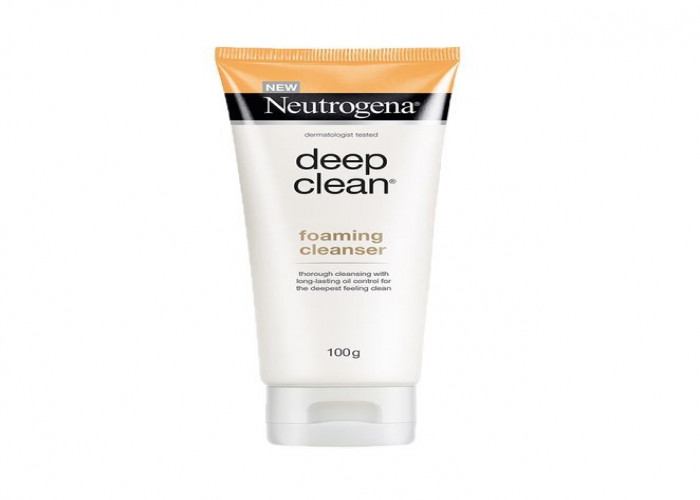 NEW
Neutrogena®
dermatologist tested
deep
clean®
foaming
cleanser
thorough cleansing with
long-lasting oil control for
the deepest feeling clean
100g